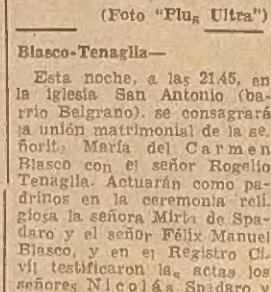 (Foto "Plus Ultra")
Blasco-Tenaglia—
Esta noche, a las 21.45, en
la iglesia San Antonio (ba-
rrio Belgrano). se consagrará
la unión matrimonial de la se.
ñorita María del Carmen
Blasco con el señor Rogelio
Tenaglia. Actuarán como pa-
drinos en la ceremonia reli.
giosa la señora Mirta de Spa-
daro y el señor Félix Manuel
Blasco, y en el Registro Ci-
vil testificaron las actas los
señores Nicolás Spadaro y